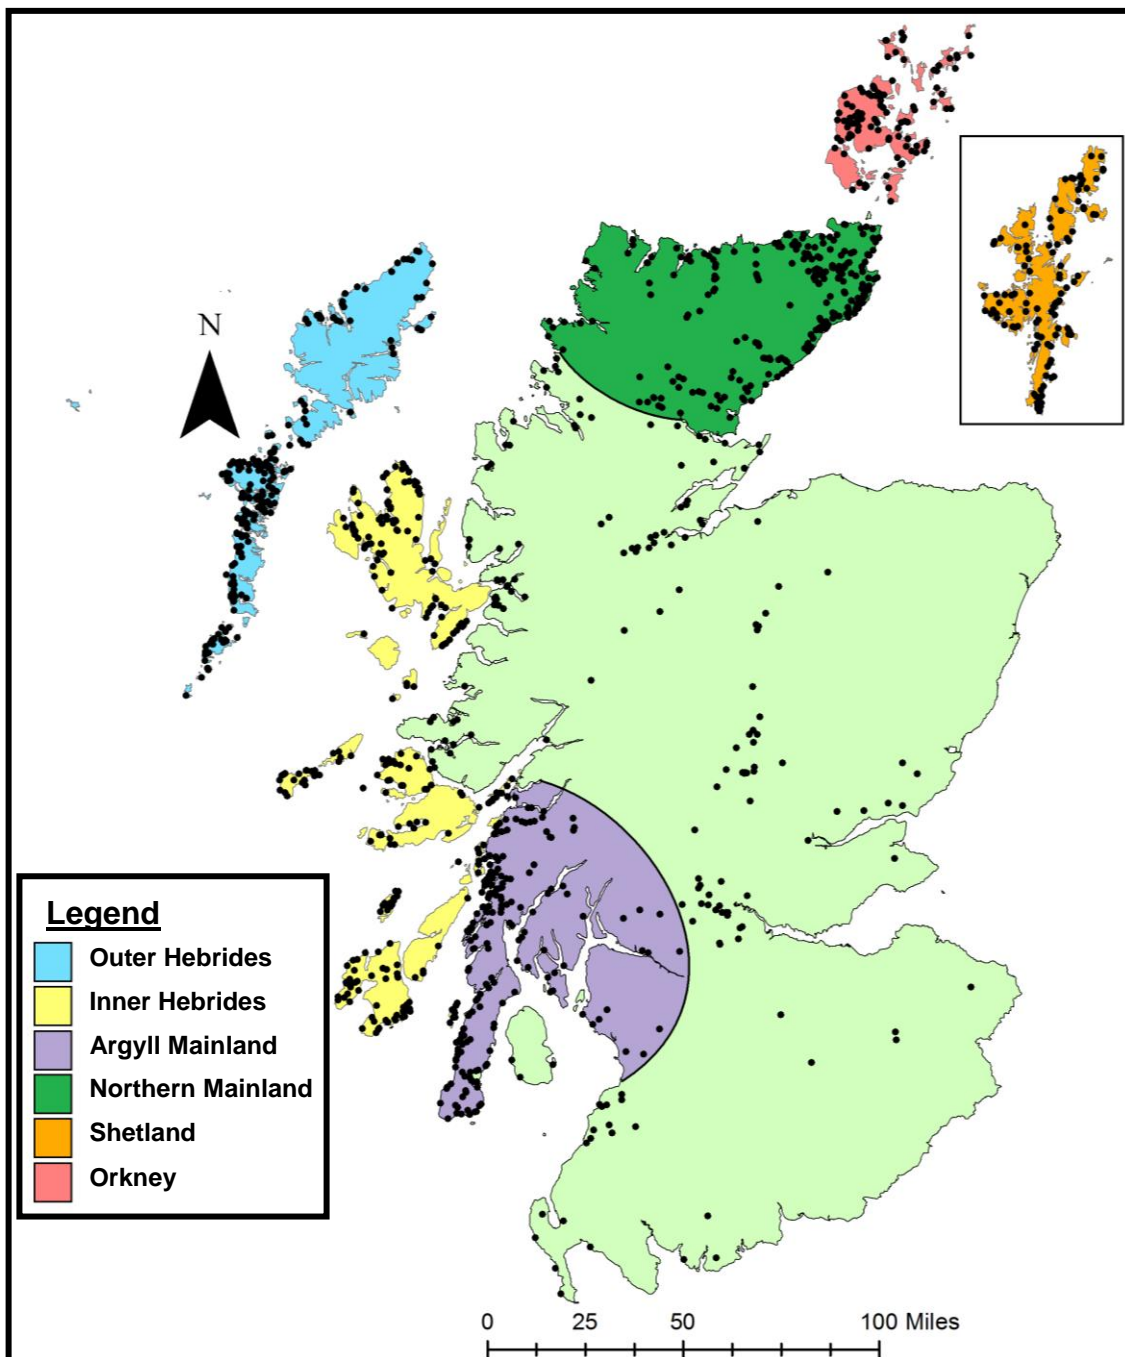 N
Legend
Outer Hebrides
Inner Hebrides
Argyll Mainland
Northern Mainland
Shetland
Orkney
0 25 50 100 Miles